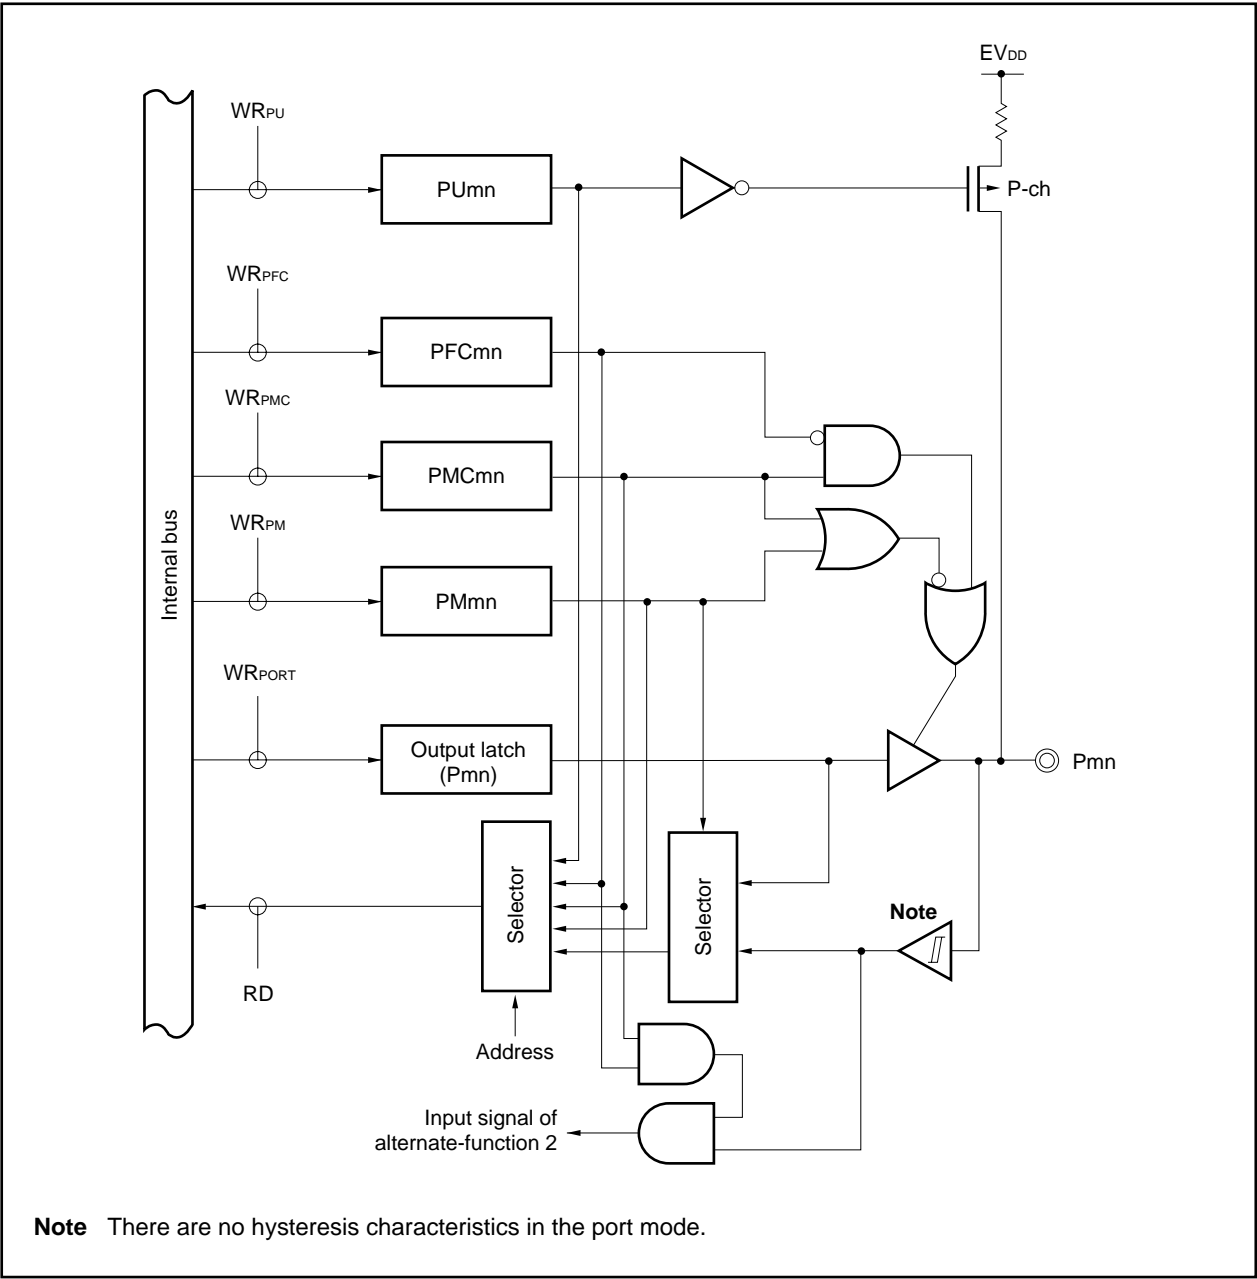 EVDD
WRPU
PUmn
P-ch
WRPFC
PFCmn
WRPMC
PMCmn
Internal bus
WRPM
PMmn
WRPORT
Output latch
(Pmn)
Pmn
Selector
Selector
Note
RD
Address
Input signal of
alternate-function 2
Note There are no hysteresis characteristics in the port mode.